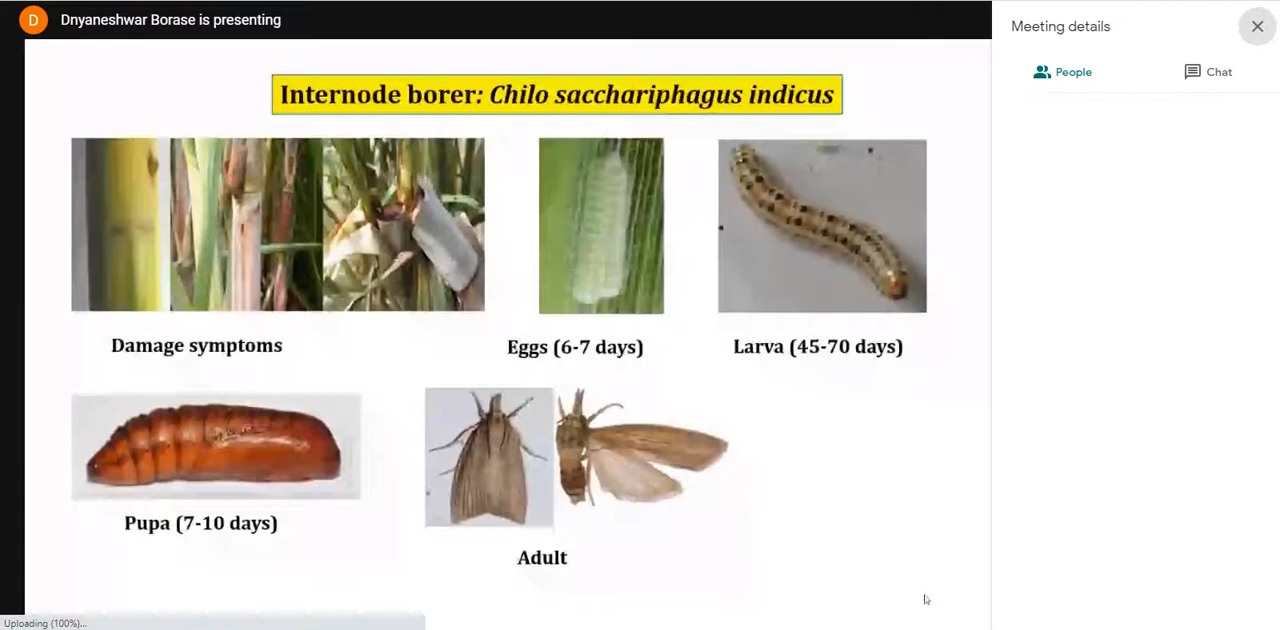 D
Dnyaneshwar Borase is presenting
Meeting details
People
Chat
Internode borer: Chilo sacchariphagus indicus
Damage symptoms
Eggs (6-7 days)
Larva (45-70 days)
Pupa (7-10 days)
Adult
Uploading (100%)...